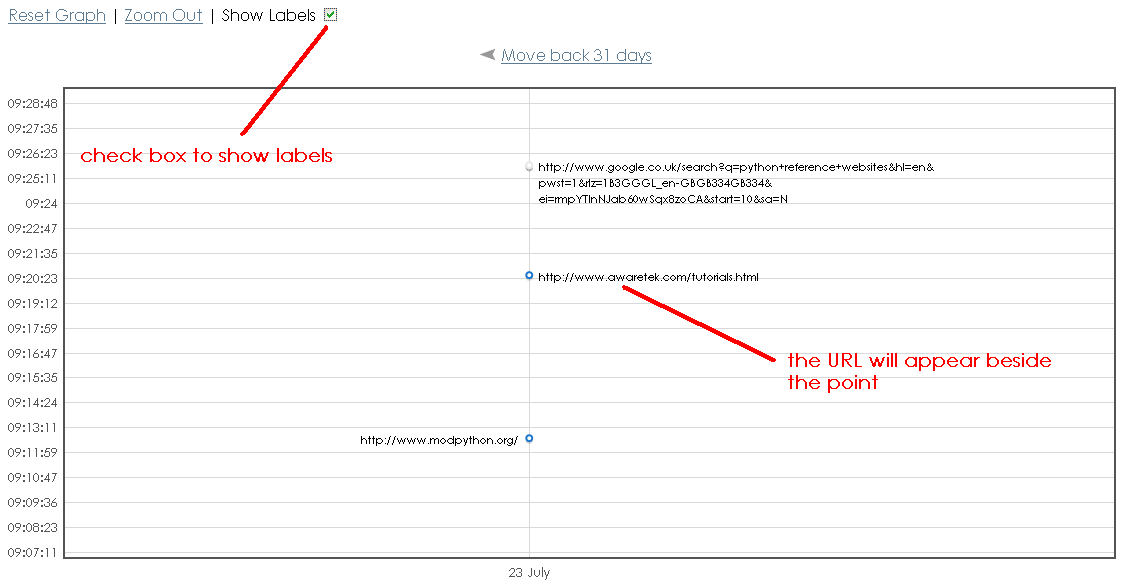 Reset Graph | Zoom Out | Show Labels
Move back 31 days
09:28:48
09:27:35
check box to show labels
09:26:23
http://www.google.co.uk/search?q=python+reference+websites&hl=en&
09:25:11
pwst=1&rlz=1B3GGGL_en-GBGB334GB334&
ei=rmpYTInNJab60wSqx8zoCA&start=10&sa=N
09:24
09:22:47
09:21:35
09:20:23
http://www.awaretek.com/tutorials.html
09:19:12
09:17:59
09:16:47
the URL will appear beside
the point
09:15:35
09:14:24
09:13:11
http://www.modpython.org/
09:11:59
09:10:47
09:09:36
09:08:23
09:07:11
23 July